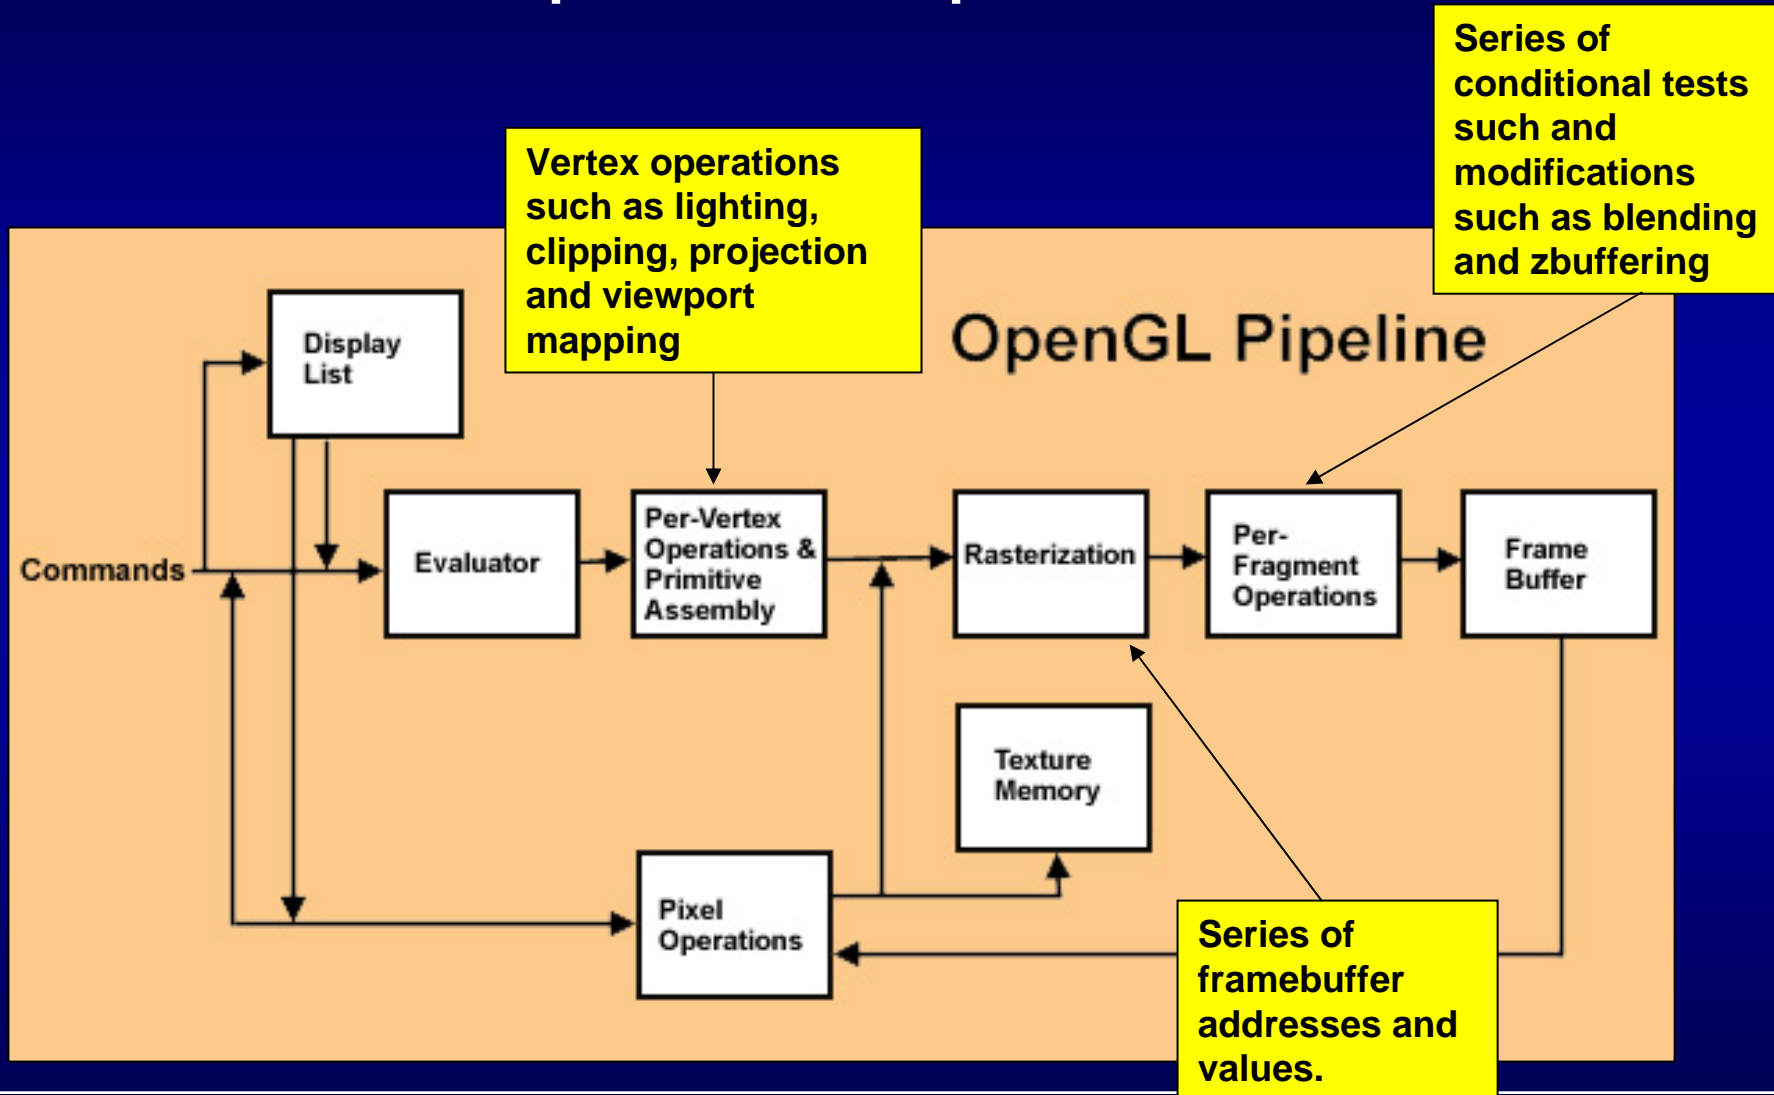 Series of
conditional tests
such and
modifications
such as blending
and zbuffering
Vertex operations
such as lighting,
clipping, projection
and viewport
mapping
OpenGL Pipeline
Display
List
Commands
Evaluator
Per-Vertex
Operations &
Primitive
Assembly
Rasterization
Per-
Fragment
Operations
Frame
Buffer
Texture
Memory
Pixel
Operations
Series of
framebuffer
addresses and
values.